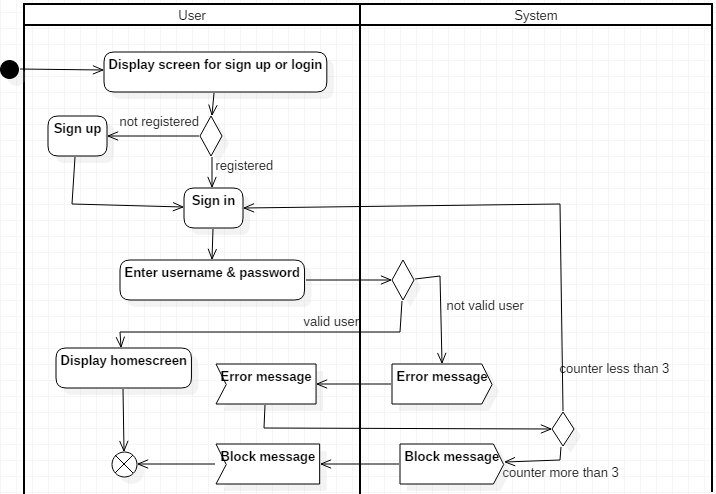 User
System
Display screen for sign up or login
not registered
Sign up
registered
Sign in
Enter username & password
not valid user
valid user
Display homescreen
Error message
Error message
counter less than 3
Block message
Block message
counter more than 3